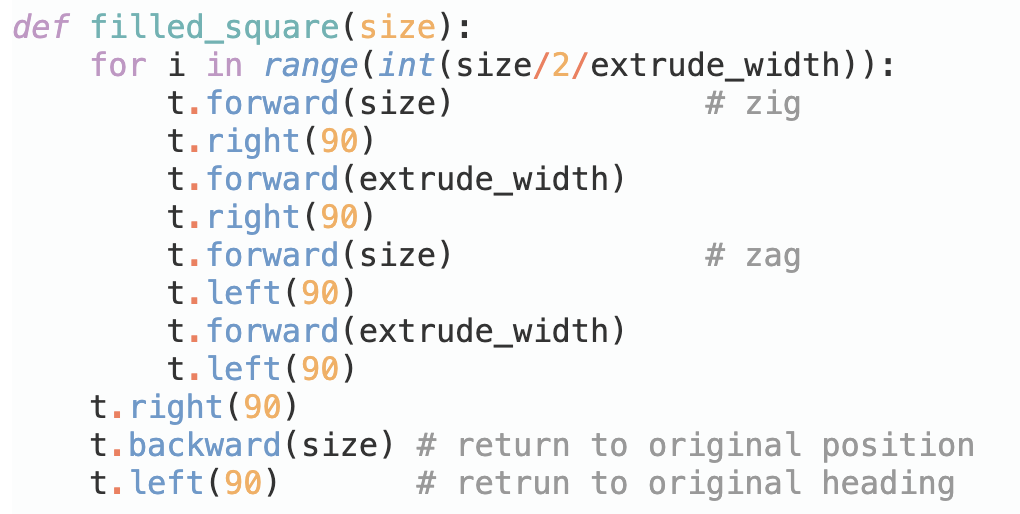 def filled_square(size):
    for i in range(int(size/2/extrude_width)):
        t.forward(size)             # zig
        t.right(90)
        t.forward(extrude_width)
        t.right(90)
        t.forward(size)             # zag
        t.left(90)
        t.forward(extrude_width)
        t.left(90)
    t.right(90)
    t.backward(size) # return to original position
    t.left(90)       # retrun to original heading